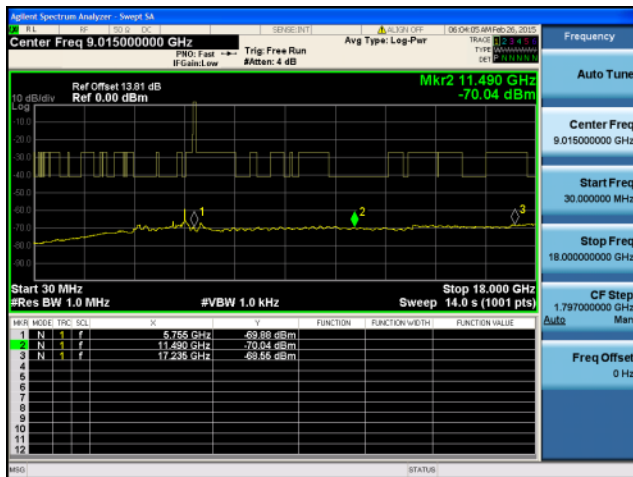 Agilent Spectrum Analyzer - Swept SA
RL RF 50 Ω DC SENSE:INT ALIGN OFF 06:04:05 AM Feb 26, 2015
Center Freq 9.015000000 GHz
PNO: Fast
IFGain:Low
Trig: Free Run
#Atten: 4 dB
Avg Type: Log-Pwr
TRACE 1 2 3 4 5 6
TYPE
DET P N N N N N
Mkr2 11.490 GHz
-70.04 dBm
Ref Offset 13.81 dB
10 dB/div Ref 0.00 dBm
Log
-10.0
-20.0
-30.0
-40.0
-50.0
-60.0
-70.0
-80.0
-90.0
1
2
3
Start 30 MHz Stop 18.000 GHz
#Res BW 1.0 MHz #VBW 1.0 kHz Sweep 14.0 s (1001 pts)
MKR MODE TRC SCL X Y FUNCTION FUNCTION WIDTH FUNCTION VALUE
1 N 1 f 5.755 GHz -69.88 dBm
2 N 1 f 11.490 GHz -70.04 dBm
3 N 1 f 17.235 GHz -68.55 dBm
4
5
6
7
8
9
10
11
12
MSG STATUS
Frequency
Auto Tune
Center Freq
9.015000000 GHz
Start Freq
30.000000 MHz
Stop Freq
18.000000000 GHz
CF Step
1.797000000 GHz
Auto Man
Freq Offset
0 Hz